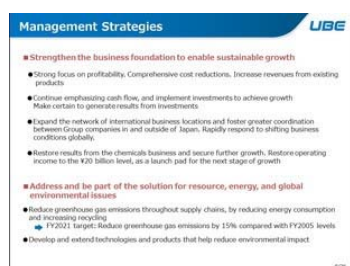 Management Strategies
UBE
■Strengthen the business foundation to enable sustainable growth
●Strong focus on profitability. Comprehensive cost reductions. Increase revenues from existing
products
●Continue emphasizing cash flow, and implement investments to achieve growth
Make certain to generate results from investments
●Expand the network of international business locations and foster greater coordination
between Group companies in and outside of Japan. Rapidly respond to shifting business
conditions globally.
●Restore results from the chemicals business and secure further growth. Restore operating
income to the ¥20 billion level, as a launch pad for the next stage of growth
■Address and be part of the solution for resource, energy, and global
environmental issues
●Reduce greenhouse gas emissions throughout supply chains, by reducing energy consumption
and increasing recycling
➡ FY2021 target: Reduce greenhouse gas emissions by 15% compared with FY2005 levels
●Develop and extend technologies and products that help reduce environmental impact